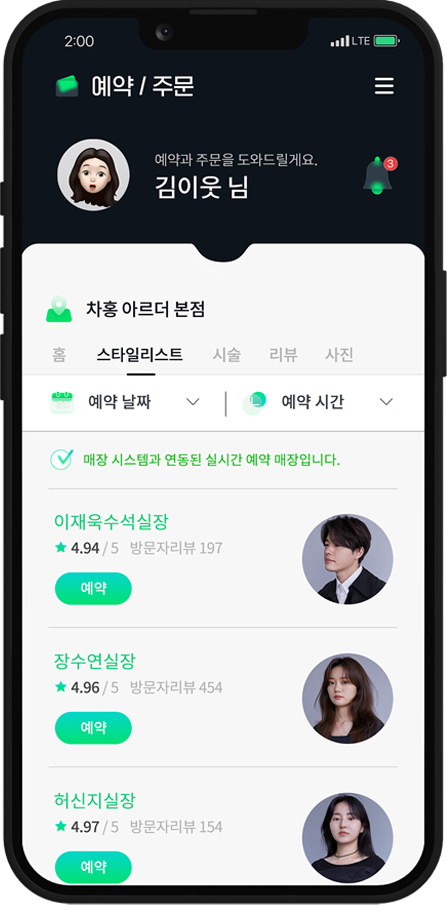 2:00
LTE
예약 / 주문
예약과 주문을 도와드릴게요.
김이웃 님
3
차홍 아르더 본점
홈 스타일리스트 시술 리뷰 사진
예약 날짜 | 예약 시간
매장 시스템과 연동된 실시간 예약 매장입니다.
이재욱수석실장
★ 4.94 / 5 방문자리뷰 197
예약
장수연실장
★ 4.96 / 5 방문자리뷰 454
예약
허신지실장
★ 4.97 / 5 방문자리뷰 154
예약